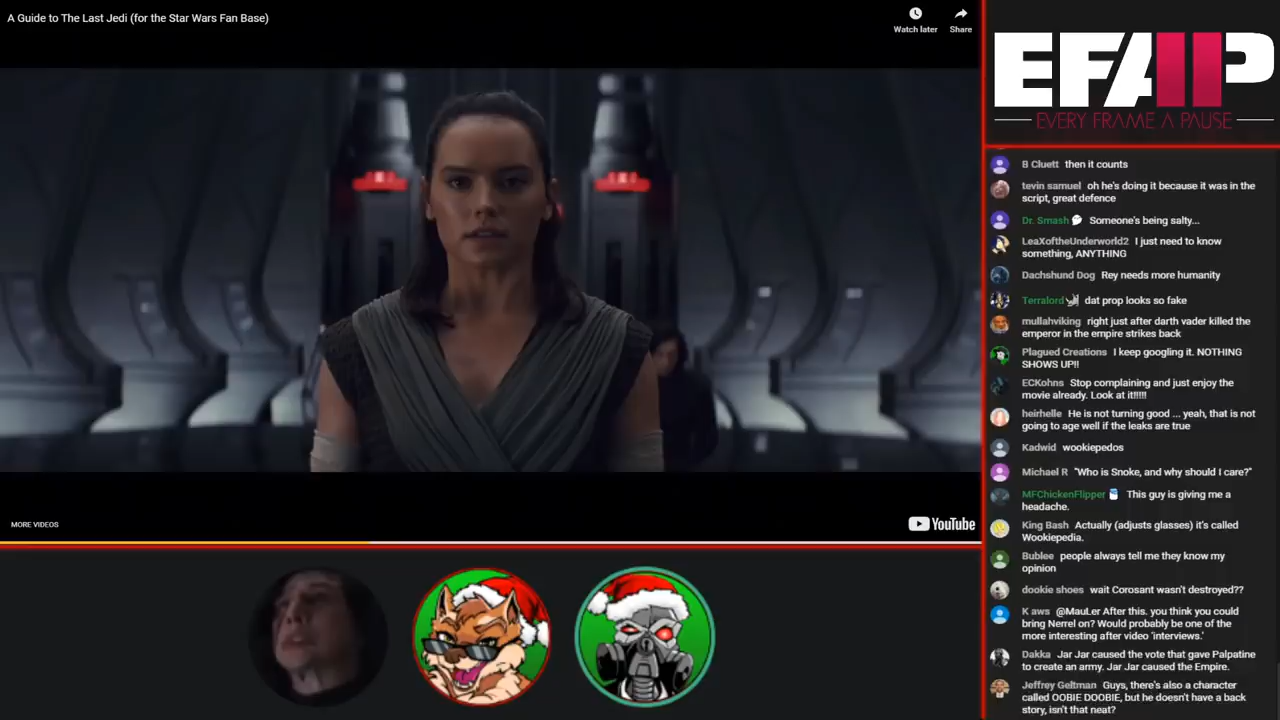 A Guide to The Last Jedi (for the Star Wars Fan Base)
Watch later
Share
MORE VIDEOS
YouTube
EFAP
EVERY FRAME A PAUSE
B Cluett then it counts
tevin samuel oh he's doing it because it was in the
script, great defence
Dr. Smash Someone's being salty...
LeaXoftheUnderworld2 I just need to know
something, ANYTHING
Dachshund Dog Rey needs more humanity
Terralord dat prop looks so fake
mullahviking right just after darth vader killed the
emperor in the empire strikes back
Plagued Creations I keep googling it. NOTHING
SHOWS UP!!
ECKohns Stop complaining and just enjoy the
movie already. Look at it!!!!!
heirhelle He is not turning good ... yeah, that is not
going to age well if the leaks are true
Kadwid wookiepedos
Michael R "Who is Snoke, and why should I care?"
MFChickenFlipper This guy is giving me a
headache.
King Bash Actually (adjusts glasses) it's called
Wookiepedia.
Bublee people always tell me they know my
opinion
dookie shoes wait Corosant wasn't destroyed??
K aws @MauLer After this. you think you could
bring Nerrel on? Would probably be one of the
more interesting after video 'interviews.'
Dakka Jar Jar caused the vote that gave Palpatine
to create an army. Jar Jar caused the Empire.
Jeffrey Geltman Guys, there's also a character
called OOBIE DOOBIE, but he doesn't have a back
story, isn't that neat?